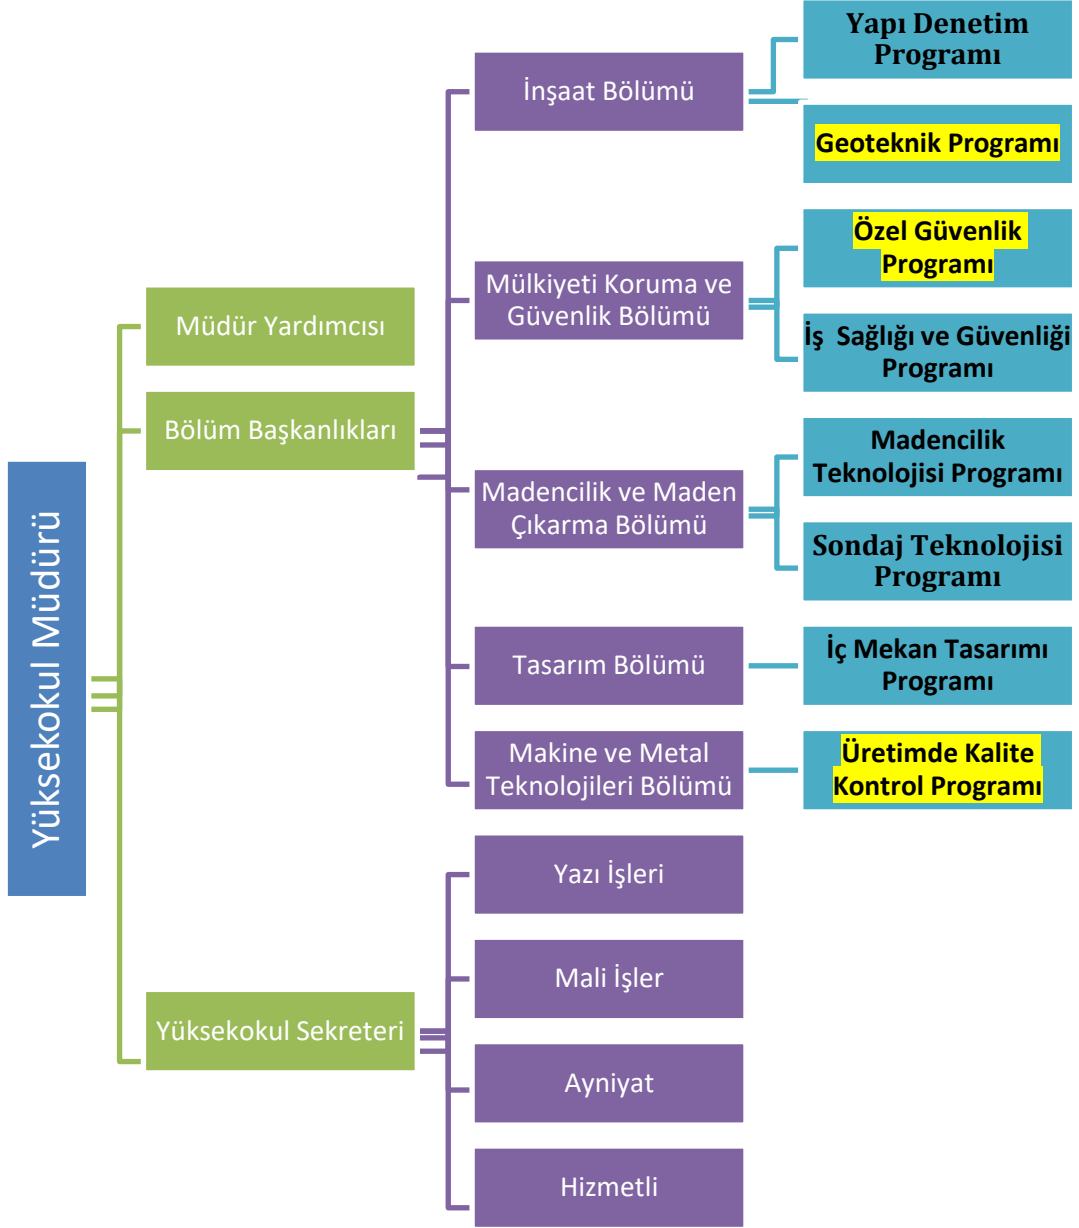 Yüksekokul Müdürü
Müdür Yardımcısı
Bölüm Başkanlıkları
İnşaat Bölümü
Yapı Denetim
Programı
Geoteknik Programı
Mülkiyeti Koruma ve
Güvenlik Bölümü
Özel Güvenlik
Programı
İş  Sağlığı ve Güvenliği
Programı
Madencilik ve Maden
Çıkarma Bölümü
Madencilik
Teknolojisi Programı
Sondaj Teknolojisi
Programı
Tasarım Bölümü
İç Mekan Tasarımı
Programı
Makine ve Metal
Teknolojileri Bölümü
Üretimde Kalite
Kontrol Programı
Yüksekokul Sekreteri
Yazı İşleri
Mali İşler
Ayniyat
Hizmetli